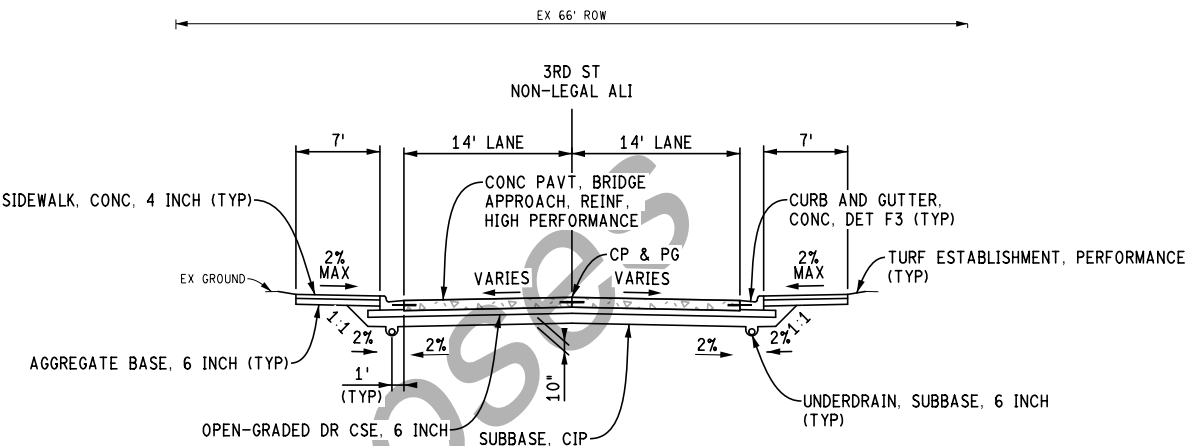 EX 66' ROW
3RD ST
NON-LEGAL ALI
7'
14' LANE
14' LANE
7'
SIDEWALK, CONC, 4 INCH (TYP)
CONC PAVT, BRIDGE
APPROACH, REINF,
HIGH PERFORMANCE
CURB AND GUTTER,
CONC, DET F3 (TYP)
2%
MAX
CP & PG
2%
MAX
TURF ESTABLISHMENT, PERFORMANCE
(TYP)
EX GROUND
VARIES
VARIES
1:1
1:1
2%
2%
2%
2%
AGGREGATE BASE, 6 INCH (TYP)
1'
(TYP)
10"
UNDERDRAIN, SUBBASE, 6 INCH
(TYP)
OPEN-GRADED DR CSE, 6 INCH
SUBBASE, CIP
oses